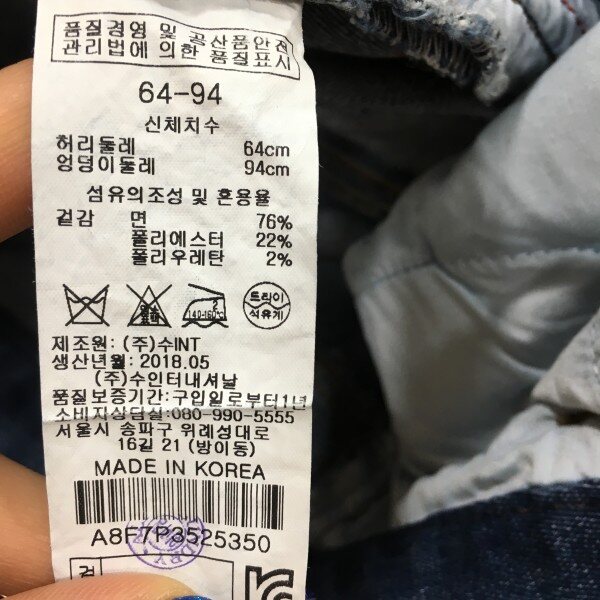 품질경영 및 공산품안전
관리법에 의한 품질표시
64-94
신체치수
허리둘레 64cm
엉덩이둘레 94cm
섬유의조성 및 혼용율
겉감 면 76%
폴리에스터 22%
폴리우레탄 2%
2
140-160℃
드라이
석유계
제조원: (주)수INT
생산년월: 2018.05
(주)수인터내셔날
품질보증기간: 구입일로부터1년
소비자상담실:080-990-5555
서울시 송파구 위례성대로
16길 21 (방이동)
MADE IN KOREA
A8F7P3525350